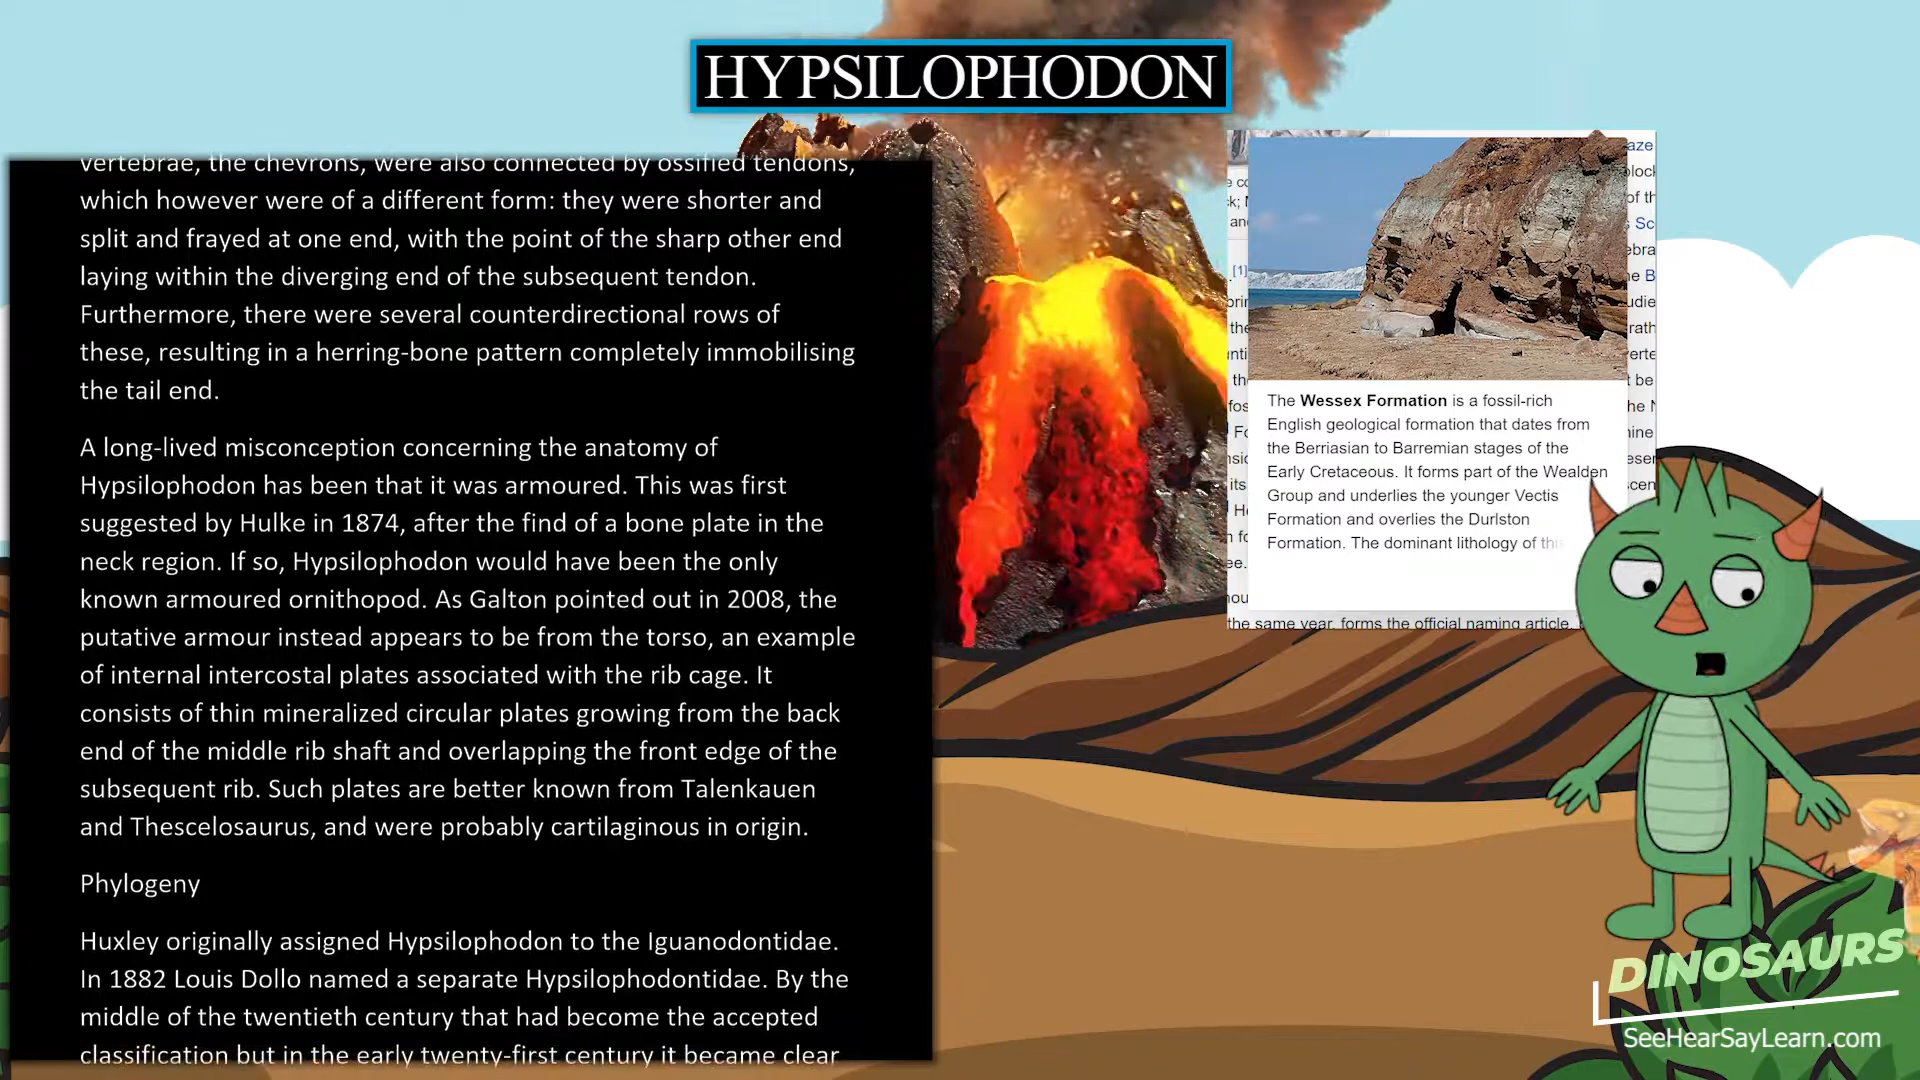 HYPSILOPHODON
vertebrae, the chevrons, were also connected by ossified tendons,
which however were of a different form: they were shorter and
split and frayed at one end, with the point of the sharp other end
laying within the diverging end of the subsequent tendon.
Furthermore, there were several counterdirectional rows of
these, resulting in a herring-bone pattern completely immobilising
the tail end.
A long-lived misconception concerning the anatomy of
Hypsilophodon has been that it was armoured. This was first
suggested by Hulke in 1874, after the find of a bone plate in the
neck region. If so, Hypsilophodon would have been the only
known armoured ornithopod. As Galton pointed out in 2008, the
putative armour instead appears to be from the torso, an example
of internal intercostal plates associated with the rib cage. It
consists of thin mineralized circular plates growing from the back
end of the middle rib shaft and overlapping the front edge of the
subsequent rib. Such plates are better known from Talenkauen
and Thescelosaurus, and were probably cartilaginous in origin.
Phylogeny
Huxley originally assigned Hypsilophodon to the Iguanodontidae.
In 1882 Louis Dollo named a separate Hypsilophodontidae. By the
middle of the twentieth century that had become the accepted
classification but in the early twenty-first century it became clear
The Wessex Formation is a fossil-rich
English geological formation that dates from
the Berriasian to Barremian stages of the
Early Cretaceous. It forms part of the Wealden
Group and underlies the younger Vectis
Formation and overlies the Durlston
Formation. The dominant lithology of this
the same year, forms the official naming article.
DINOSAURS
SeeHearSayLearn.com